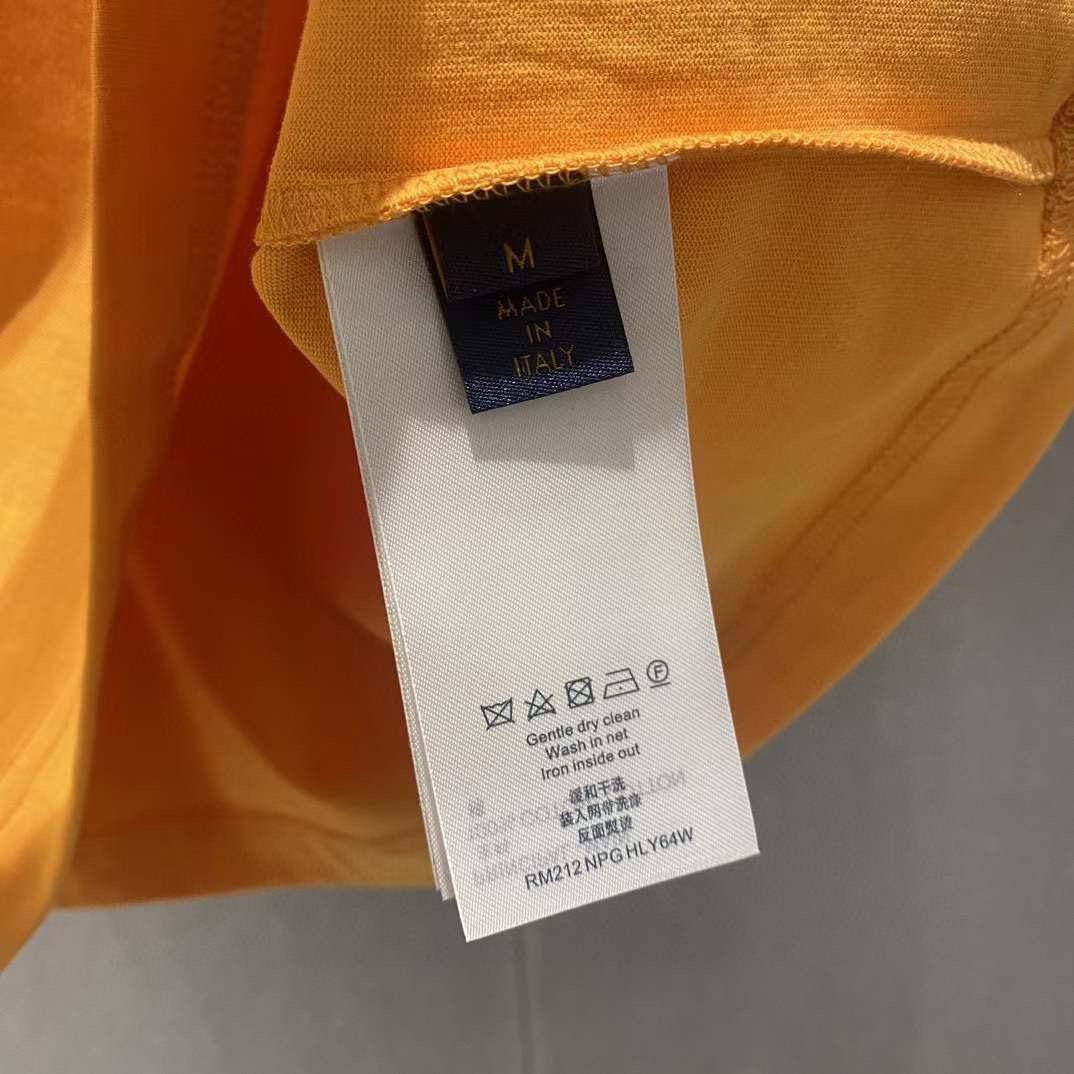 M
MADE
IN
ITALY
F
Gentle dry clean
Wash in net
Iron inside out
缓和干洗
装入网带洗涤
反面熨烫
RM212 NPG HLY64W